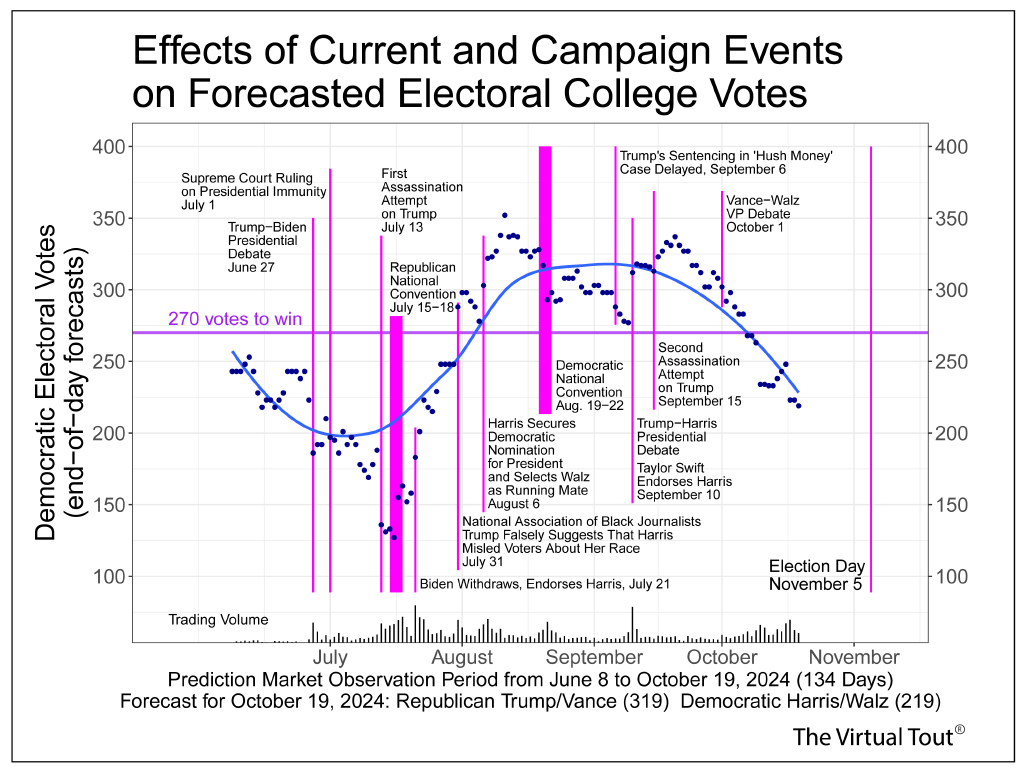 Effects of Current and Campaign Events
on Forecasted Electoral College Votes
Democratic Electoral Votes
(end−of−day forecasts)
400
350
300
250
200
150
100
400
350
300
250
200
150
100
Supreme Court Ruling
on Presidential Immunity
July 1
Trump−Biden
Presidential
Debate
June 27
First
Assassination
Attempt
on Trump
July 13
Republican
National
Convention
July 15−18
Trump's Sentencing in 'Hush Money'
Case Delayed, September 6
Vance−Walz
VP Debate
October 1
270 votes to win
Democratic
National
Convention
Aug. 19−22
Second
Assassination
Attempt
on Trump
September 15
Harris Secures
Democratic
Nomination
for President
and Selects Walz
as Running Mate
August 6
Trump−Harris
Presidential
Debate
Taylor Swift
Endorses Harris
September 10
National Association of Black Journalists
Trump Falsely Suggests That Harris
Misled Voters About Her Race
July 31
Biden Withdraws, Endorses Harris, July 21
Election Day
November 5
Trading Volume
July
August
September
October
November
Prediction Market Observation Period from June 8 to October 19, 2024 (134 Days)
Forecast for October 19, 2024: Republican Trump/Vance (319)  Democratic Harris/Walz (219)
The Virtual Tout®